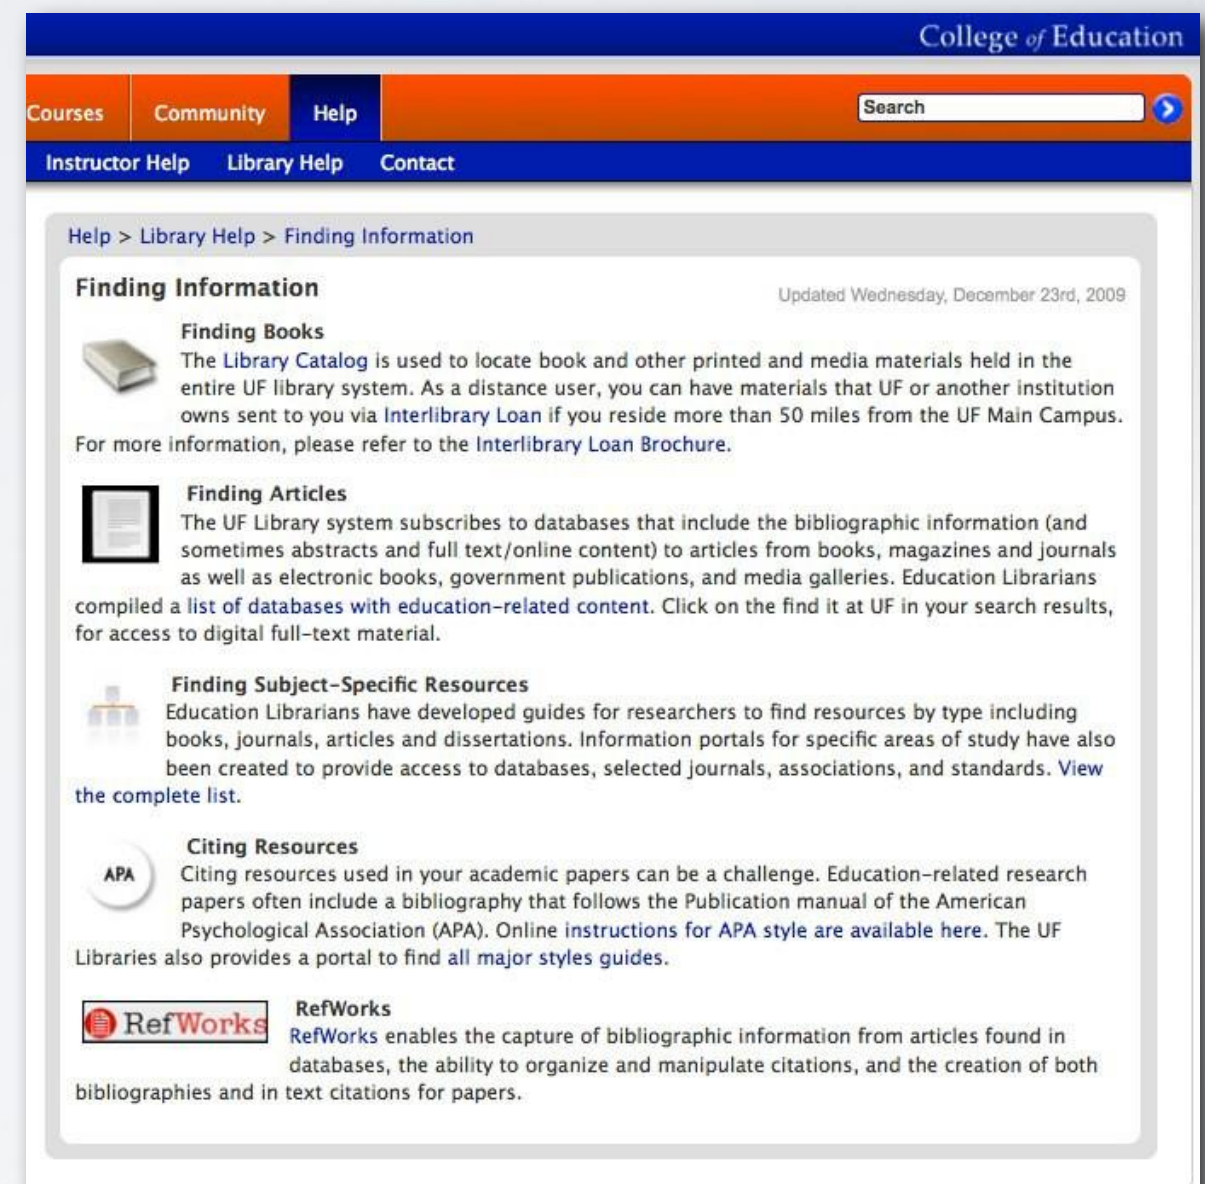 College of Education
Courses Community Help Search
Instructor Help Library Help Contact
Help > Library Help > Finding Information
Finding Information
Updated Wednesday, December 23rd, 2009
Finding Books
The Library Catalog is used to locate book and other printed and media materials held in the
entire UF library system. As a distance user, you can have materials that UF or another institution
owns sent to you via Interlibrary Loan if you reside more than 50 miles from the UF Main Campus.
For more information, please refer to the Interlibrary Loan Brochure.
Finding Articles
The UF Library system subscribes to databases that include the bibliographic information (and
sometimes abstracts and full text/online content) to articles from books, magazines and journals
as well as electronic books, government publications, and media galleries. Education Librarians
compiled a list of databases with education-related content. Click on the find it at UF in your search results,
for access to digital full-text material.
Finding Subject-Specific Resources
Education Librarians have developed guides for researchers to find resources by type including
books, journals, articles and dissertations. Information portals for specific areas of study have also
been created to provide access to databases, selected journals, associations, and standards. View
the complete list.
Citing Resources
APA
Citing resources used in your academic papers can be a challenge. Education-related research
papers often include a bibliography that follows the Publication manual of the American
Psychological Association (APA). Online instructions for APA style are available here. The UF
Libraries also provides a portal to find all major styles guides.
RefWorks
RefWorks
RefWorks enables the capture of bibliographic information from articles found in
databases, the ability to organize and manipulate citations, and the creation of both
bibliographies and in text citations for papers.